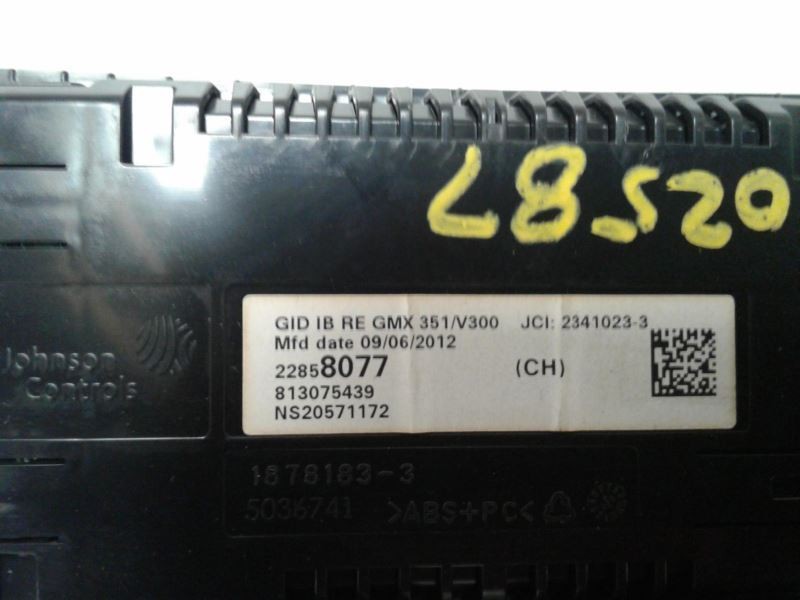 GID IB RE GMX 351/V300 JCI: 2341023-3
Mfd date 09/06/2012
22858077 (CH)
813075439
NS20571172
Johnson
Controls
1878183-3
5036741 >ABS+PC<